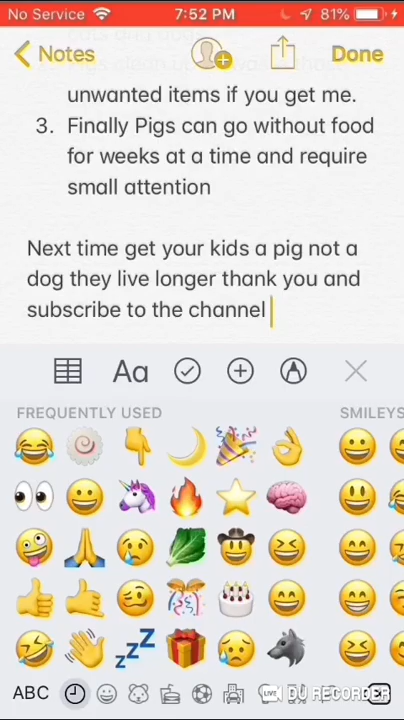 No Service
7:52 PM
81%
Notes
Done
unwanted items if you get me.
3. Finally Pigs can go without food
for weeks at a time and require
small attention
Next time get your kids a pig not a
dog they live longer thank you and
subscribe to the channel
Aa
FREQUENTLY USED
SMILEYS
ABC
LIVE DU RECORDER